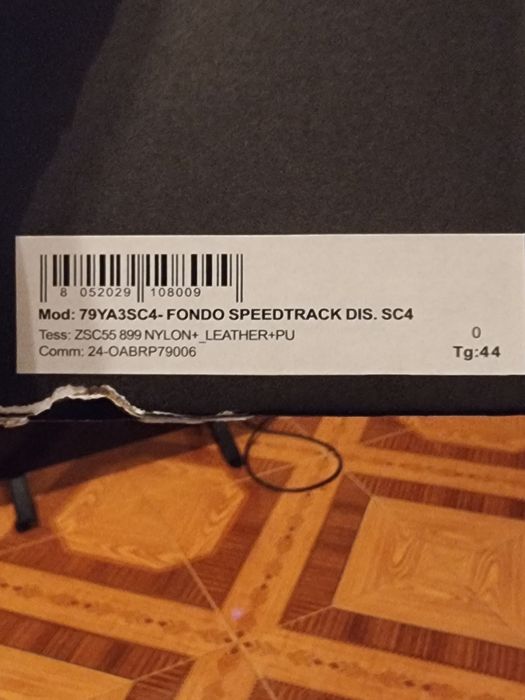 8 052029 108009
Mod: 79YA3SC4- FONDO SPEEDTRACK DIS. SC4
Tess: ZSC55 899 NYLON+_LEATHER+PU
0
Comm: 24-OABRP79006
Tg:44